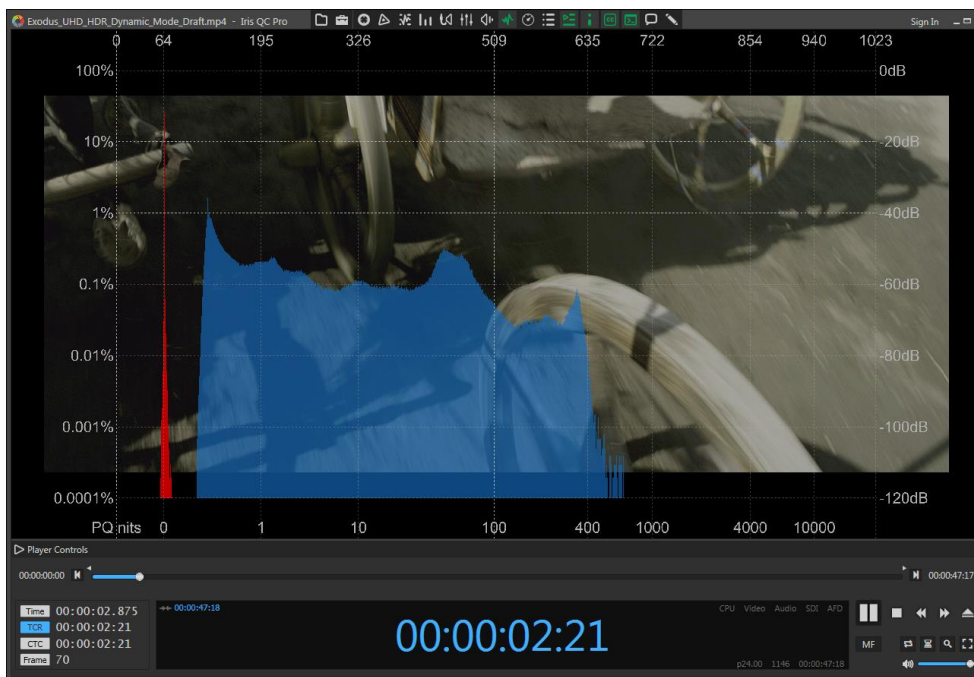 Exodus_UHD_HDR_Dynamic_Mode_Draft.mp4 - Iris QC Pro
Sign In
0 64 195 326 509 635 722 854 940 1023
100% 0dB
10% -20dB
1% -40dB
0.1% -60dB
0.01% -80dB
0.001% -100dB
0.0001% -120dB
PQ nits 0 1 10 100 400 1000 4000 10000
Player Controls
00:00:00:00 00:00:47:17
Time 00:00:02.875
TCR 00:00:02:21
CTC 00:00:02:21
Frame 70
00:00:47:18
CPU Video Audio SDI AFD
00:00:02:21
p24.00 1146 00:00:47:18
MF